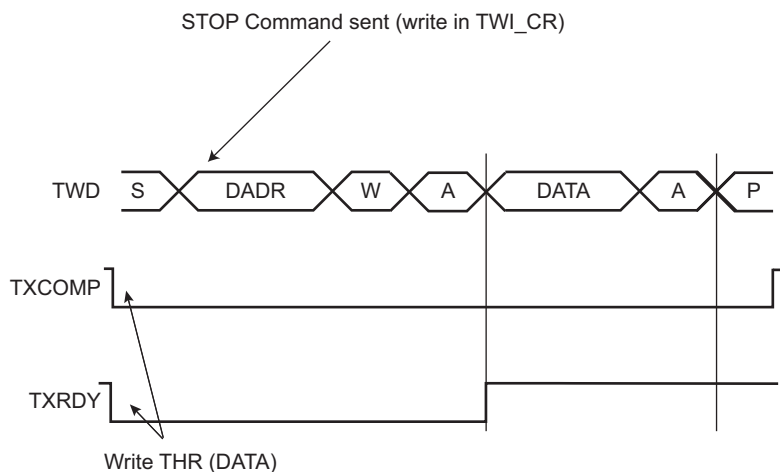 STOP Command sent (write in TWI_CR)
TWD S DADR W A DATA A P
TXCOMP
TXRDY
Write THR (DATA)